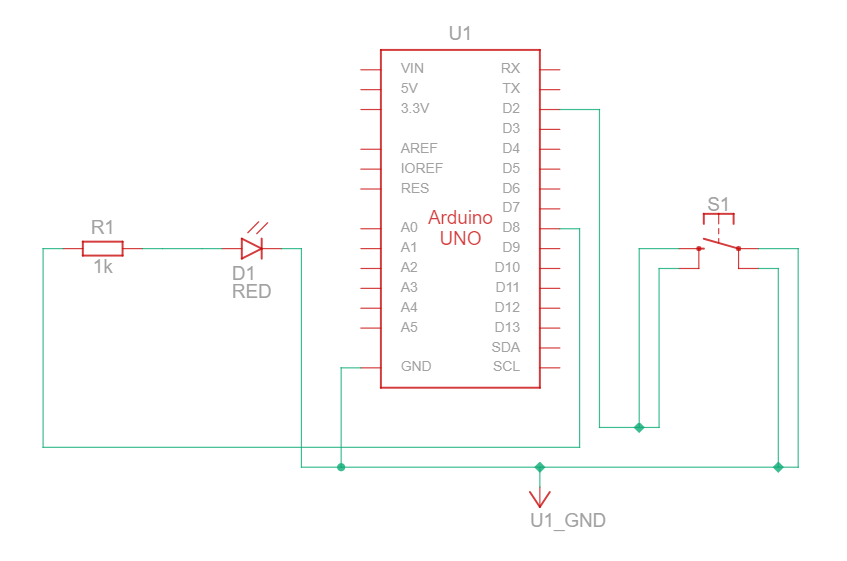 U1
VIN
5V
3.3V
AREF
IOREF
RES
A0
A1
A2
A3
A4
A5
GND
RX
TX
D2
D3
D4
D5
D6
D7
D8
D9
D10
D11
D12
D13
SDA
SCL
Arduino
UNO
R1
1k
D1
RED
S1
U1_GND